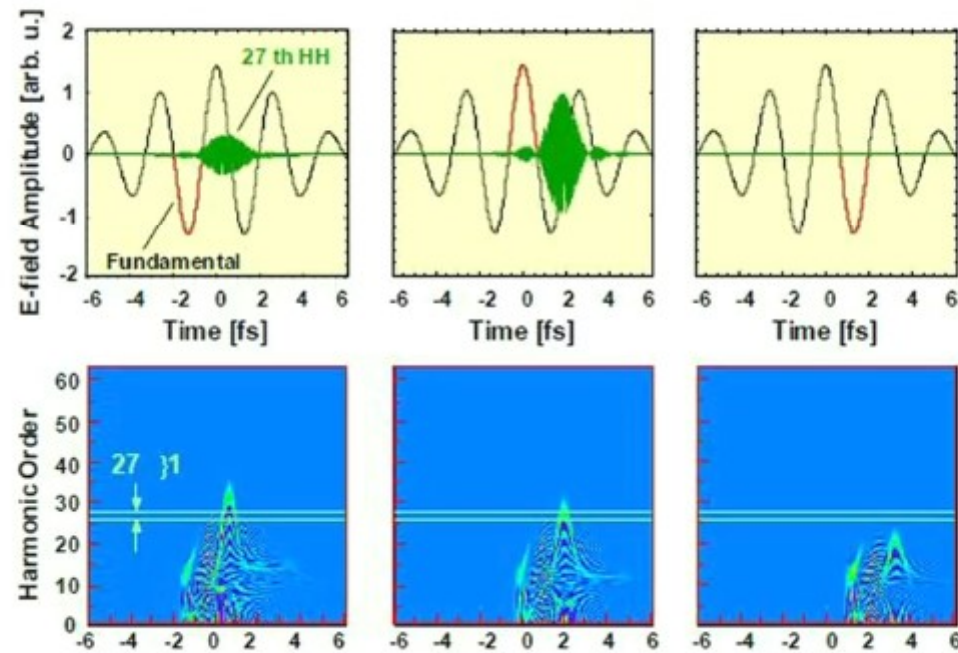 E-field Amplitude [arb. u.]
2
1
0
-1
-2
27 th HH
Fundamental
-6 -4 -2 0 2 4 6
-6 -4 -2 0 2 4 6
-6 -4 -2 0 2 4 6
Time [fs]
Time [fs]
Time [fs]
Harmonic Order
60
50
40
30
20
10
0
27 }1
-6 -4 -2 0 2 4 6
-6 -4 -2 0 2 4 6
-6 -4 -2 0 2 4 6